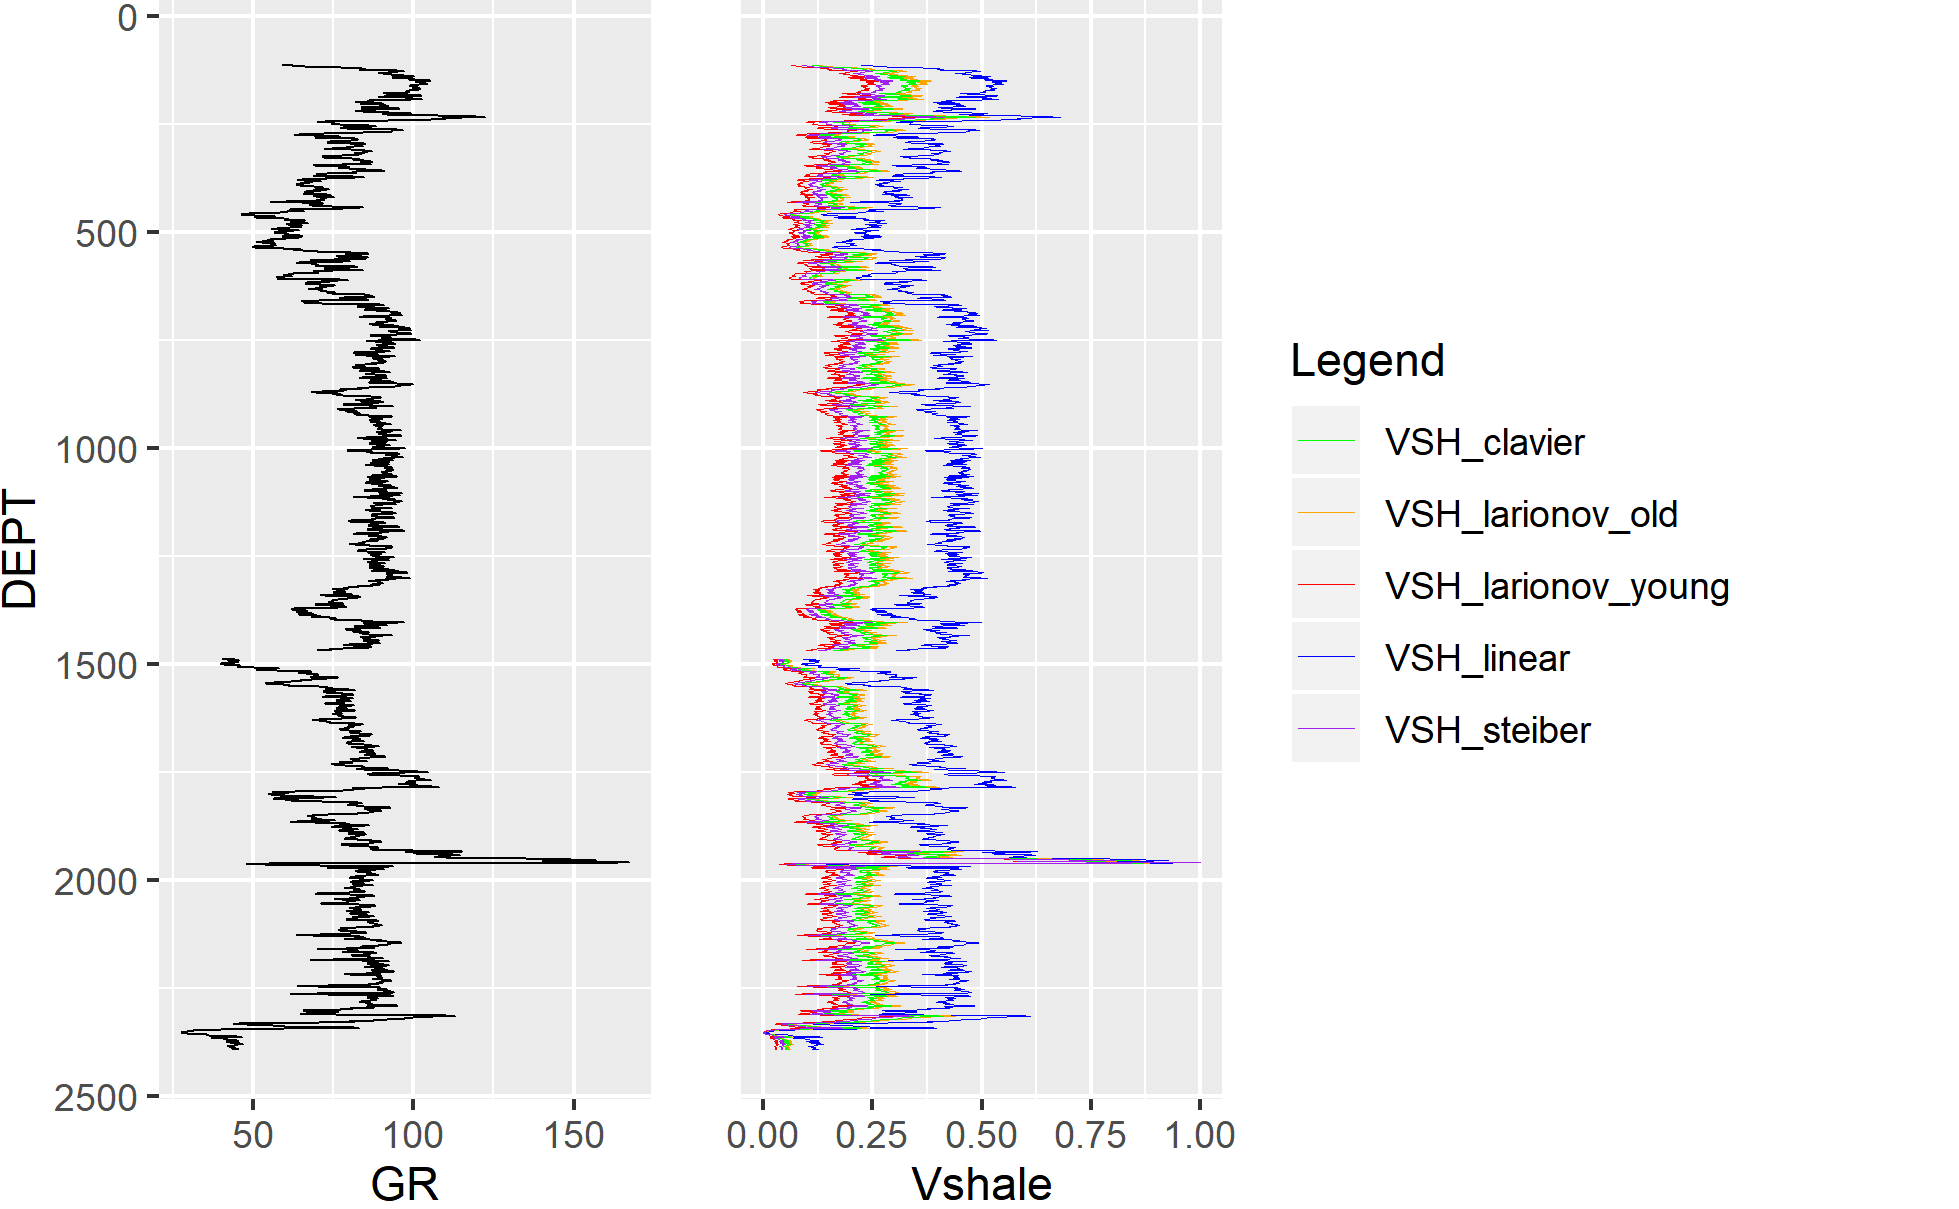 0
500
1000
1500
2000
2500
DEPT
50 100 150
GR
0.00 0.25 0.50 0.75 1.00
Vshale
Legend
VSH_clavier
VSH_larionov_old
VSH_larionov_young
VSH_linear
VSH_steiber